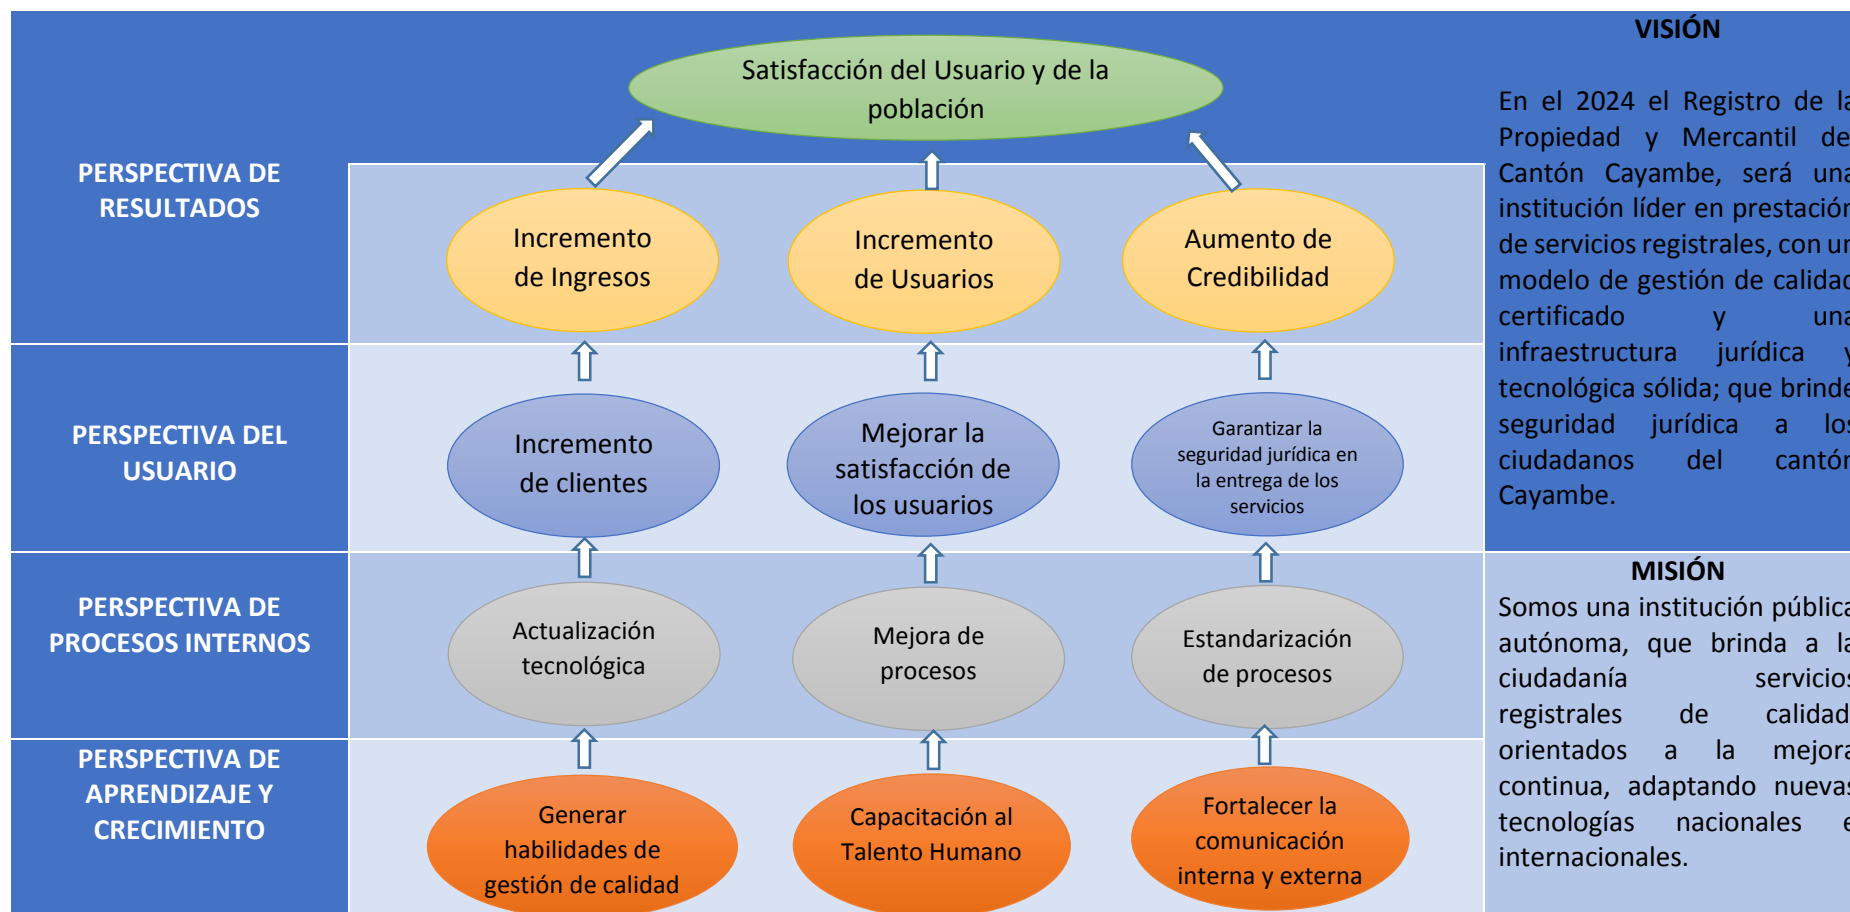 Satisfacción del Usuario y de la
población
PERSPECTIVA DE
RESULTADOS
Incremento
de Ingresos
Incremento
de Usuarios
Aumento de
Credibilidad
PERSPECTIVA DEL
USUARIO
Incremento
de clientes
Mejorar la
satisfacción de
los usuarios
Garantizar la
seguridad jurídica en
la entrega de los
servicios
PERSPECTIVA DE
PROCESOS INTERNOS
Actualización
tecnológica
Mejora de
procesos
Estandarización
de procesos
PERSPECTIVA DE
APRENDIZAJE Y
CRECIMIENTO
Generar
habilidades de
gestión de calidad
Capacitación al
Talento Humano
Fortalecer la
comunicación
interna y externa
VISIÓN
En el 2024 el Registro de la
Propiedad y Mercantil de
Cantón Cayambe, será una
institución líder en prestación
de servicios registrales, con un
modelo de gestión de calidad
certificado y una
infraestructura jurídica y
tecnológica sólida; que brinde
seguridad jurídica a los
ciudadanos del cantón
Cayambe.
MISIÓN
Somos una institución pública
autónoma, que brinda a la
ciudadanía servicios
registrales de calidad
orientados a la mejora
continua, adaptando nuevas
tecnologías nacionales e
internacionales.